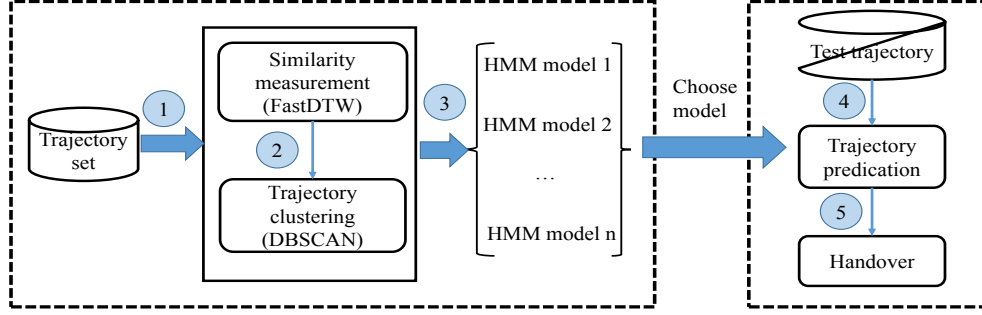 Trajectory
set
1
Similarity
measurement
(FastDTW)
2
Trajectory
clustering
(DBSCAN)
3
HMM model 1
HMM model 2
…
HMM model n
Choose
model
Test trajectory
4
Trajectory
predication
5
Handover